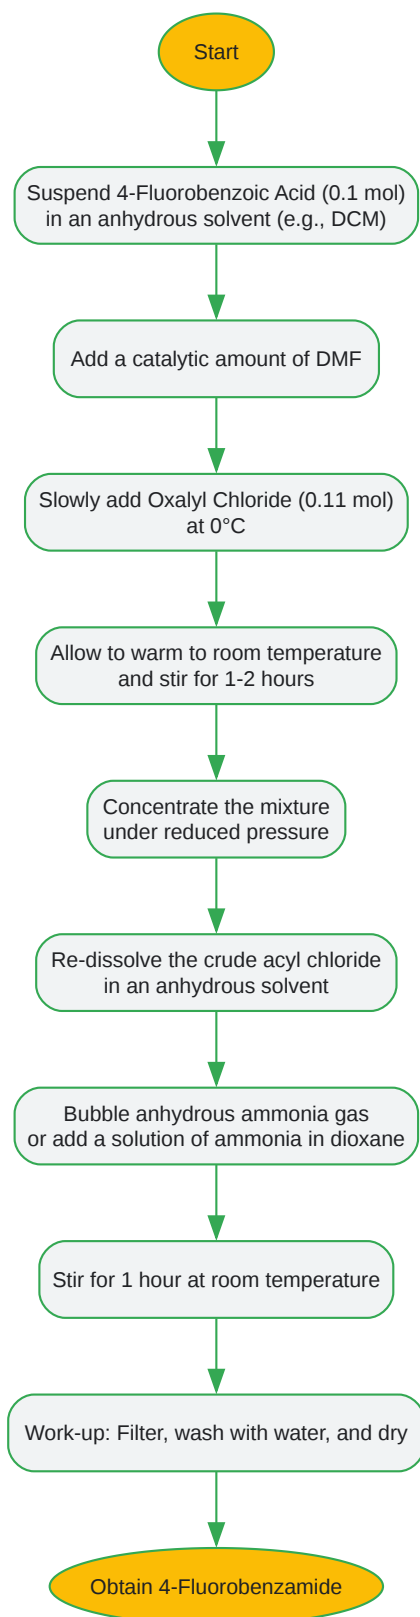 Start
Suspend 4-Fluorobenzoic Acid (0.1 mol)
in an anhydrous solvent (e.g., DCM)
Add a catalytic amount of DMF
Slowly add Oxalyl Chloride (0.11 mol)
at 0°C
Allow to warm to room temperature
and stir for 1-2 hours
Concentrate the mixture
under reduced pressure
Re-dissolve the crude acyl chloride
in an anhydrous solvent
Bubble anhydrous ammonia gas
or add a solution of ammonia in dioxane
Stir for 1 hour at room temperature
Work-up: Filter, wash with water, and dry
Obtain 4-Fluorobenzamide